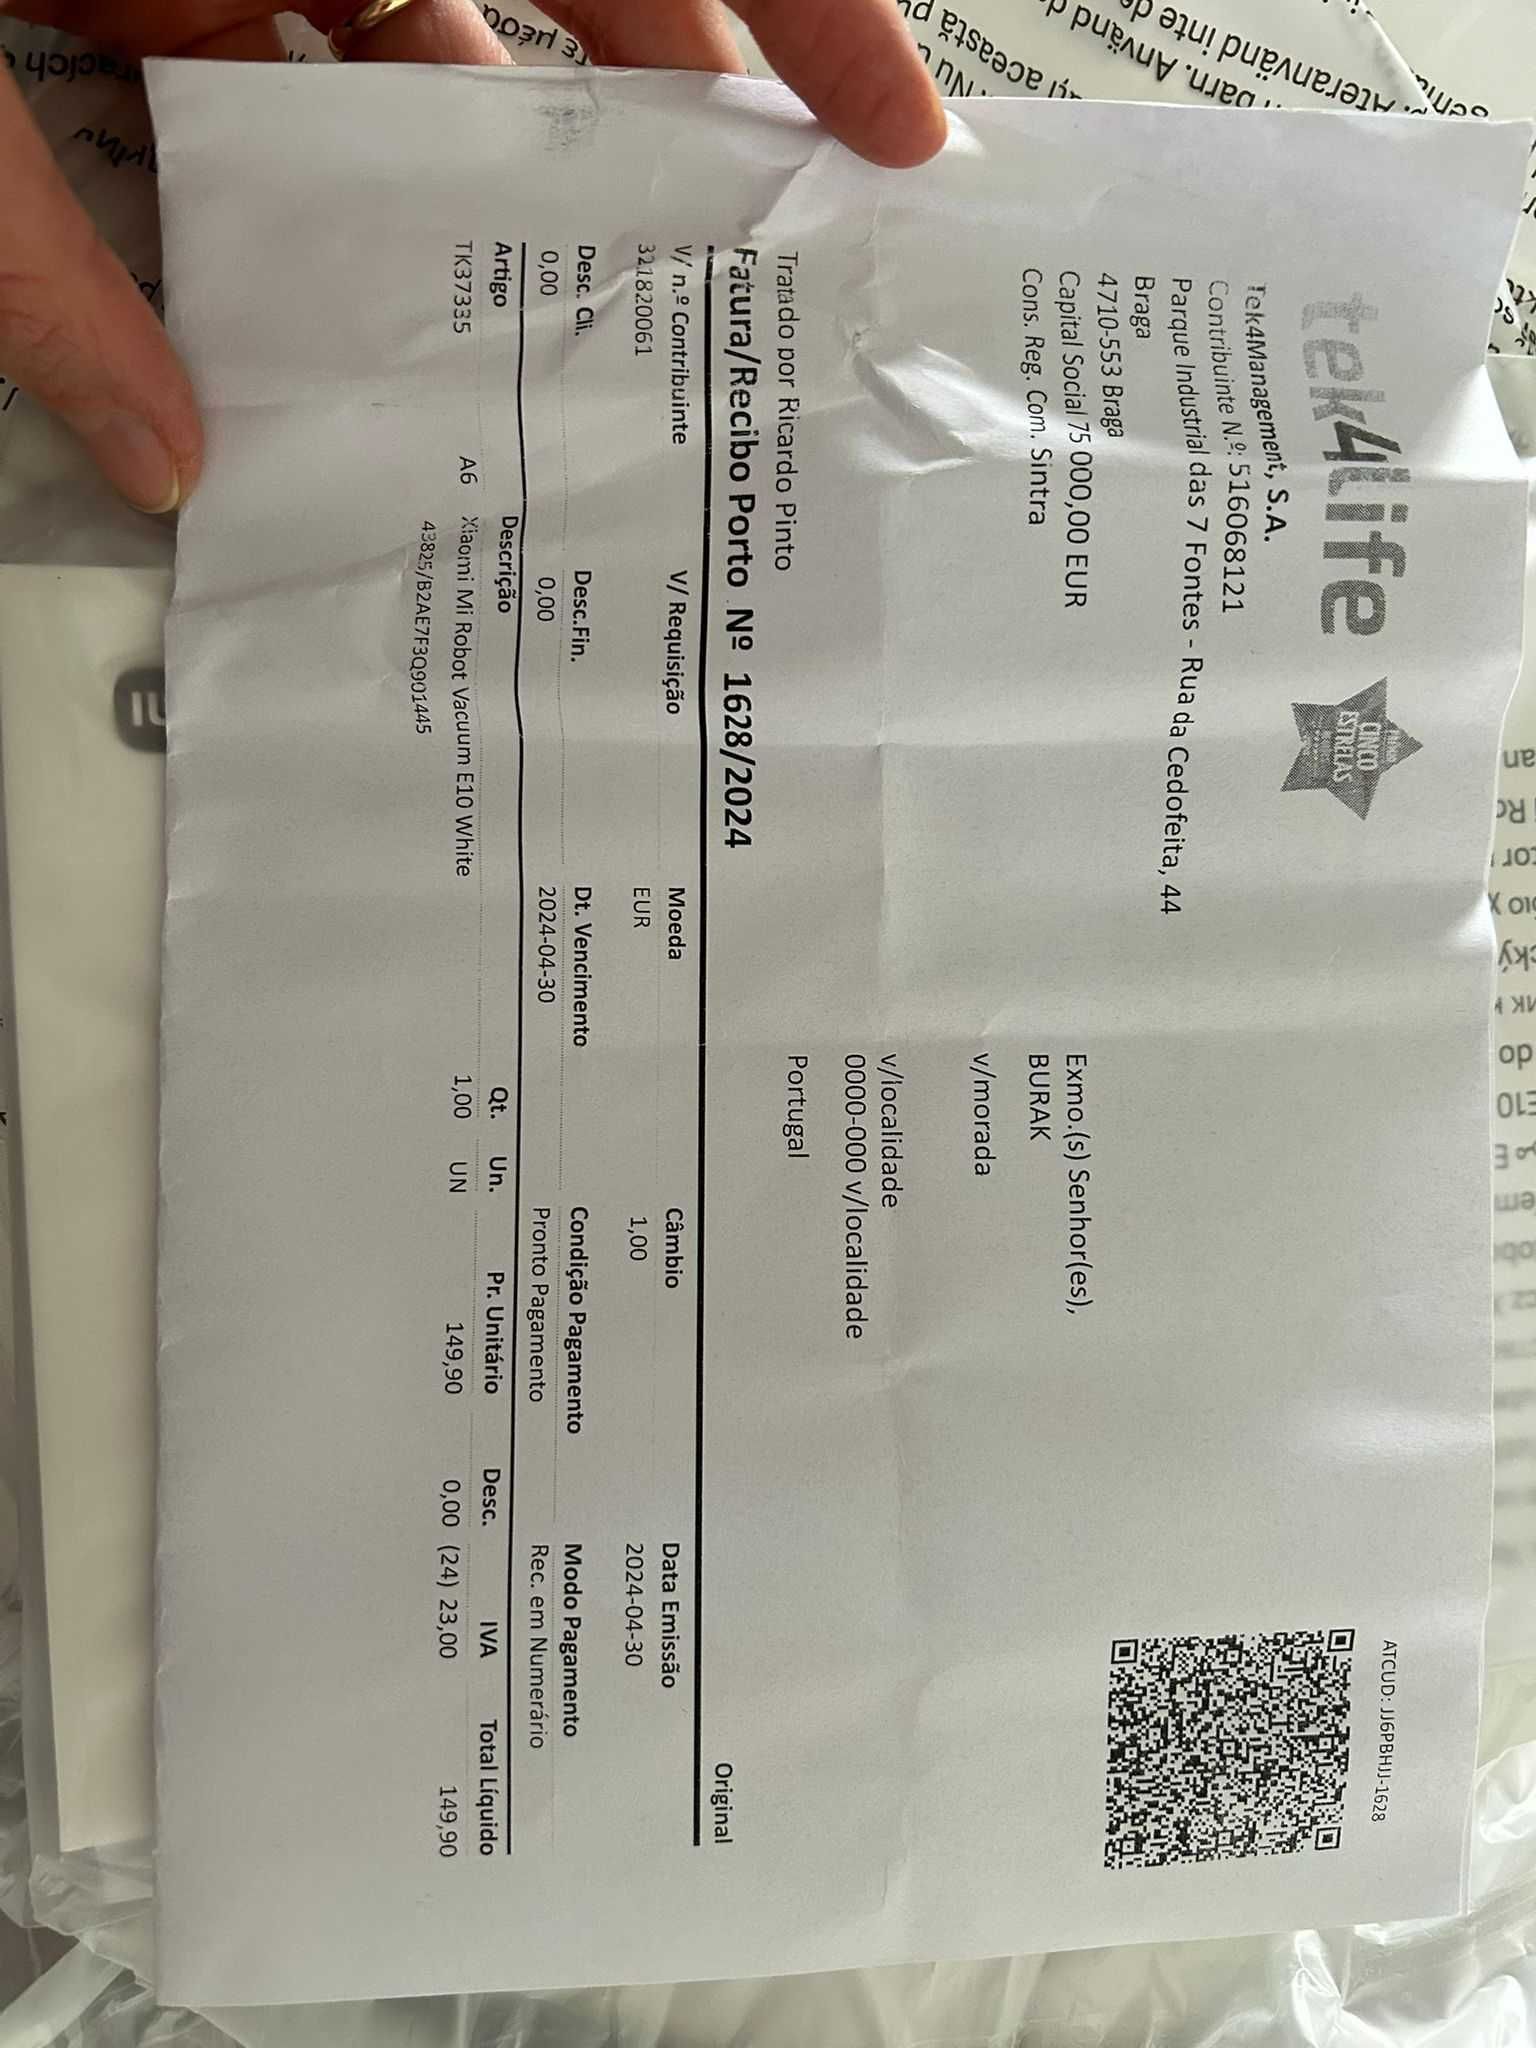 tek4life
PRÉMIO
CINCO
ESTRELAS
ATCUD: JJ6PBHJJ-1628
Tek4Management, S.A.
Contribuinte N.º: 516068121
Parque Industrial das 7 Fontes - Rua da Cedofeita, 44
Braga
4710-553 Braga
Capital Social 75 000,00 EUR
Cons. Reg. Com. Sintra
Exmo.(s) Senhor(es),
BURAK
v/morada
v/localidade
0000-000 v/localidade
Portugal
Tratado por Ricardo Pinto
Fatura/Recibo Porto Nº 1628/2024
Original
V/ n.º Contribuinte V/ Requisição Moeda Câmbio Data Emissão
321820061 EUR 1,00 2024-04-30
Desc. Cli. Desc.Fin. Dt. Vencimento Condição Pagamento Modo Pagamento
0,00 0,00 2024-04-30 Pronto Pagamento Rec. em Numerário
Artigo Descrição Qt. Un. Pr. Unitário Desc. IVA Total Líquido
TK37335 A6 Xiaomi Mi Robot Vacuum E10 White 1,00 UN 149,90 0,00 (24) 23,00 149,90
43825/B2AE7F3Q901445